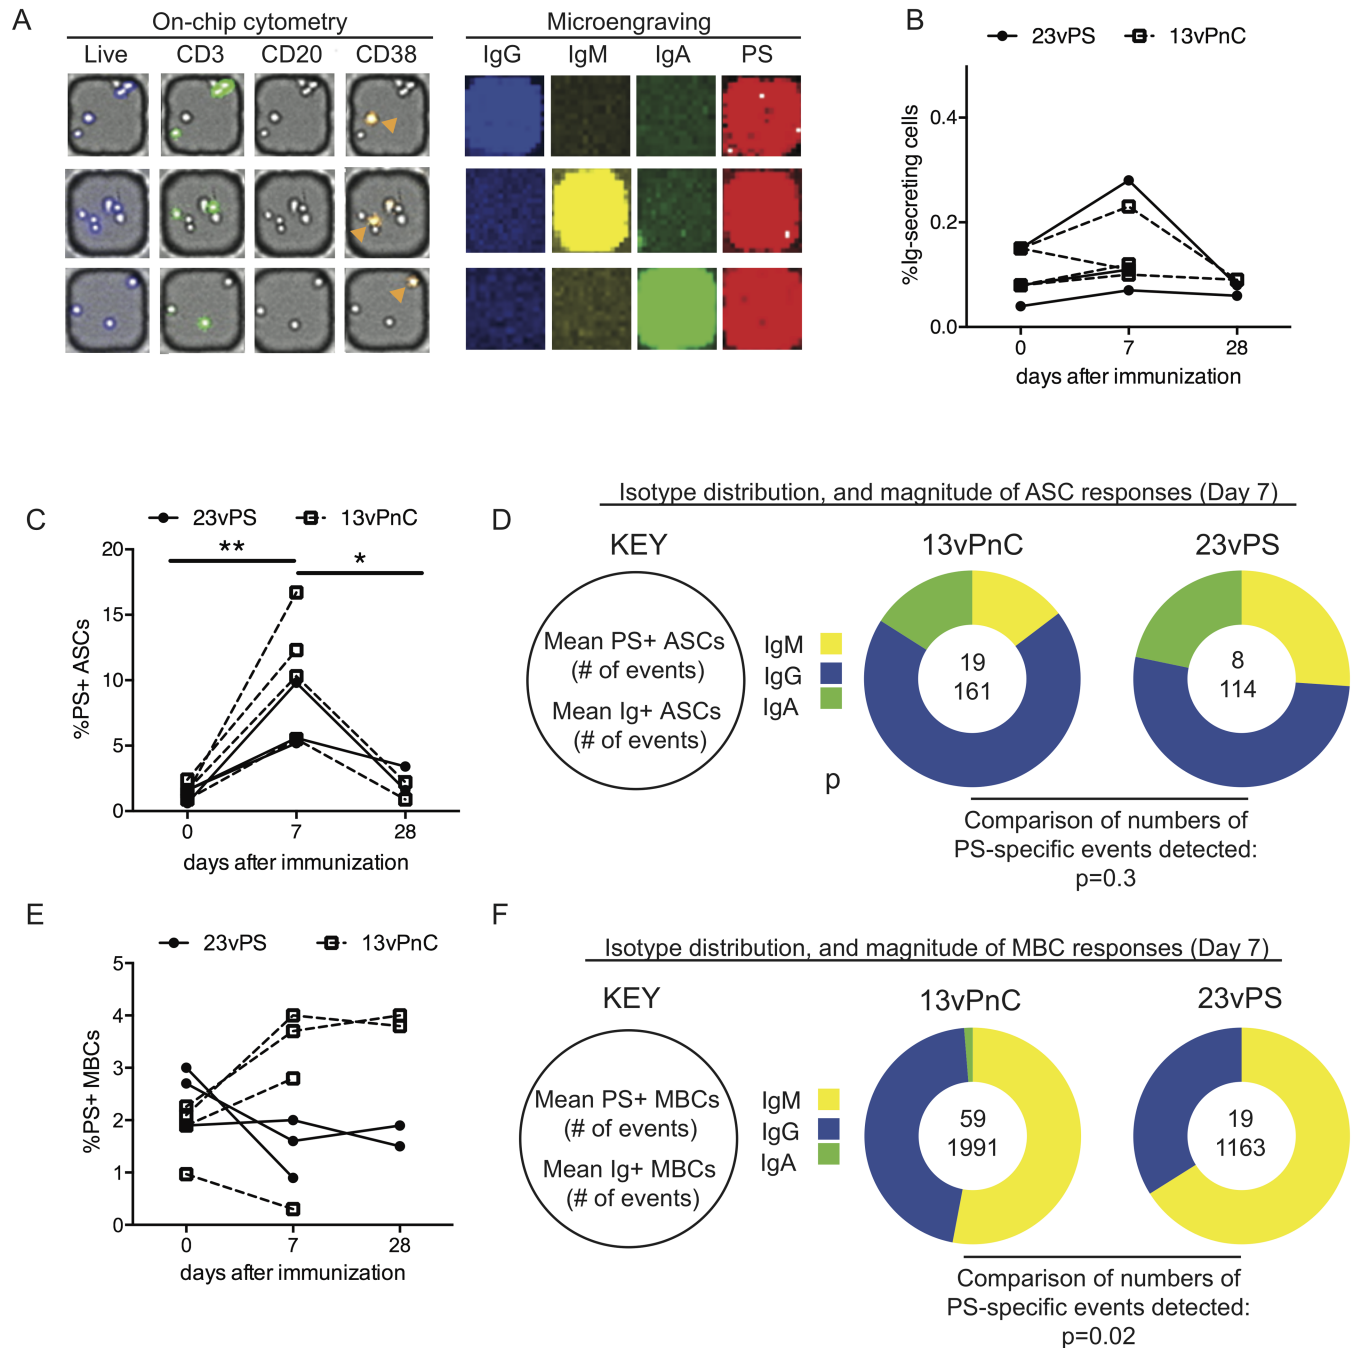 A
On-chip cytometry
Microengraving
Live CD3 CD20 CD38
IgG IgM IgA PS
B
23vPS 13vPnC
%Ig-secreting cells
0.4
0.2
0.0
0 7 28
days after immunization
C
23vPS 13vPnC
%PS+ ASCs
20
15
10
5
0
** *
0 7 28
days after immunization
D
Isotype distribution, and magnitude of ASC responses (Day 7)
KEY
Mean PS+ ASCs
(# of events)
Mean Ig+ ASCs
(# of events)
IgM
IgG
IgA
p
13vPnC
19
161
23vPS
8
114
Comparison of numbers of
PS-specific events detected:
p=0.3
E
23vPS 13vPnC
%PS+ MBCs
5
4
3
2
1
0
0 7 28
days after immunization
F
Isotype distribution, and magnitude of MBC responses (Day 7)
KEY
Mean PS+ MBCs
(# of events)
Mean Ig+ MBCs
(# of events)
IgM
IgG
IgA
13vPnC
59
1991
23vPS
19
1163
Comparison of numbers of
PS-specific events detected:
p=0.02